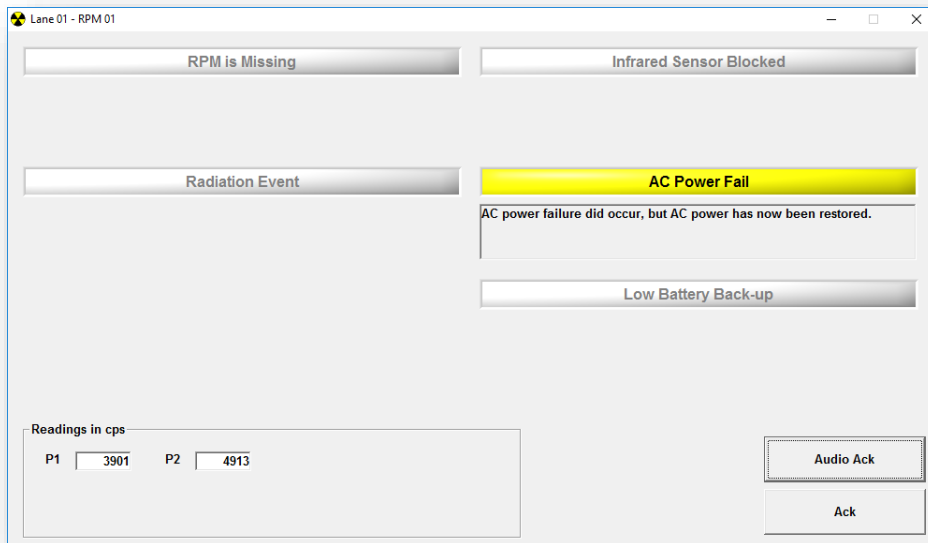 Lane 01 - RPM 01
RPM is Missing
Infrared Sensor Blocked
Radiation Event
AC Power Fail
AC power failure did occur, but AC power has now been restored.
Low Battery Back-up
Readings in cps
P1 3901 P2 4913
Audio Ack
Ack